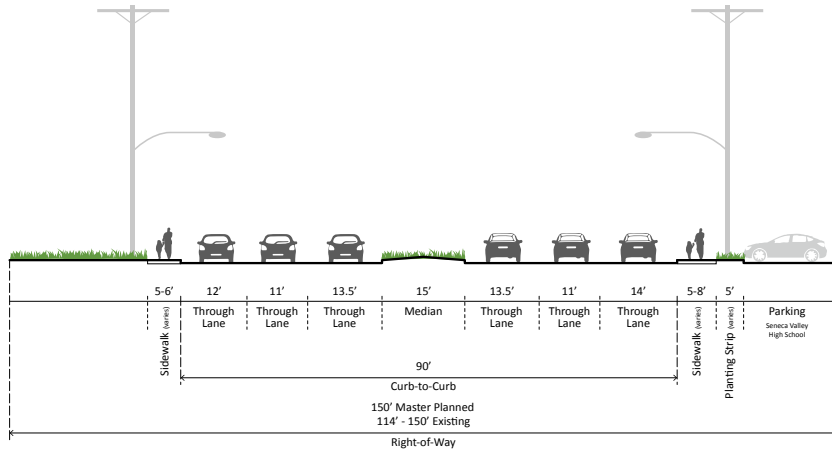 5-6’
12’
11’
13.5’
15’
13.5’
11’
14’
5-8’
5’
Sidewalk (varies)
Through
Lane
Through
Lane
Through
Lane
Median
Through
Lane
Through
Lane
Through
Lane
Sidewalk (varies)
Planting Strip (varies)
Parking
Seneca Valley
High School
90’
Curb-to-Curb
150’ Master Planned
114’ - 150’ Existing
Right-of-Way